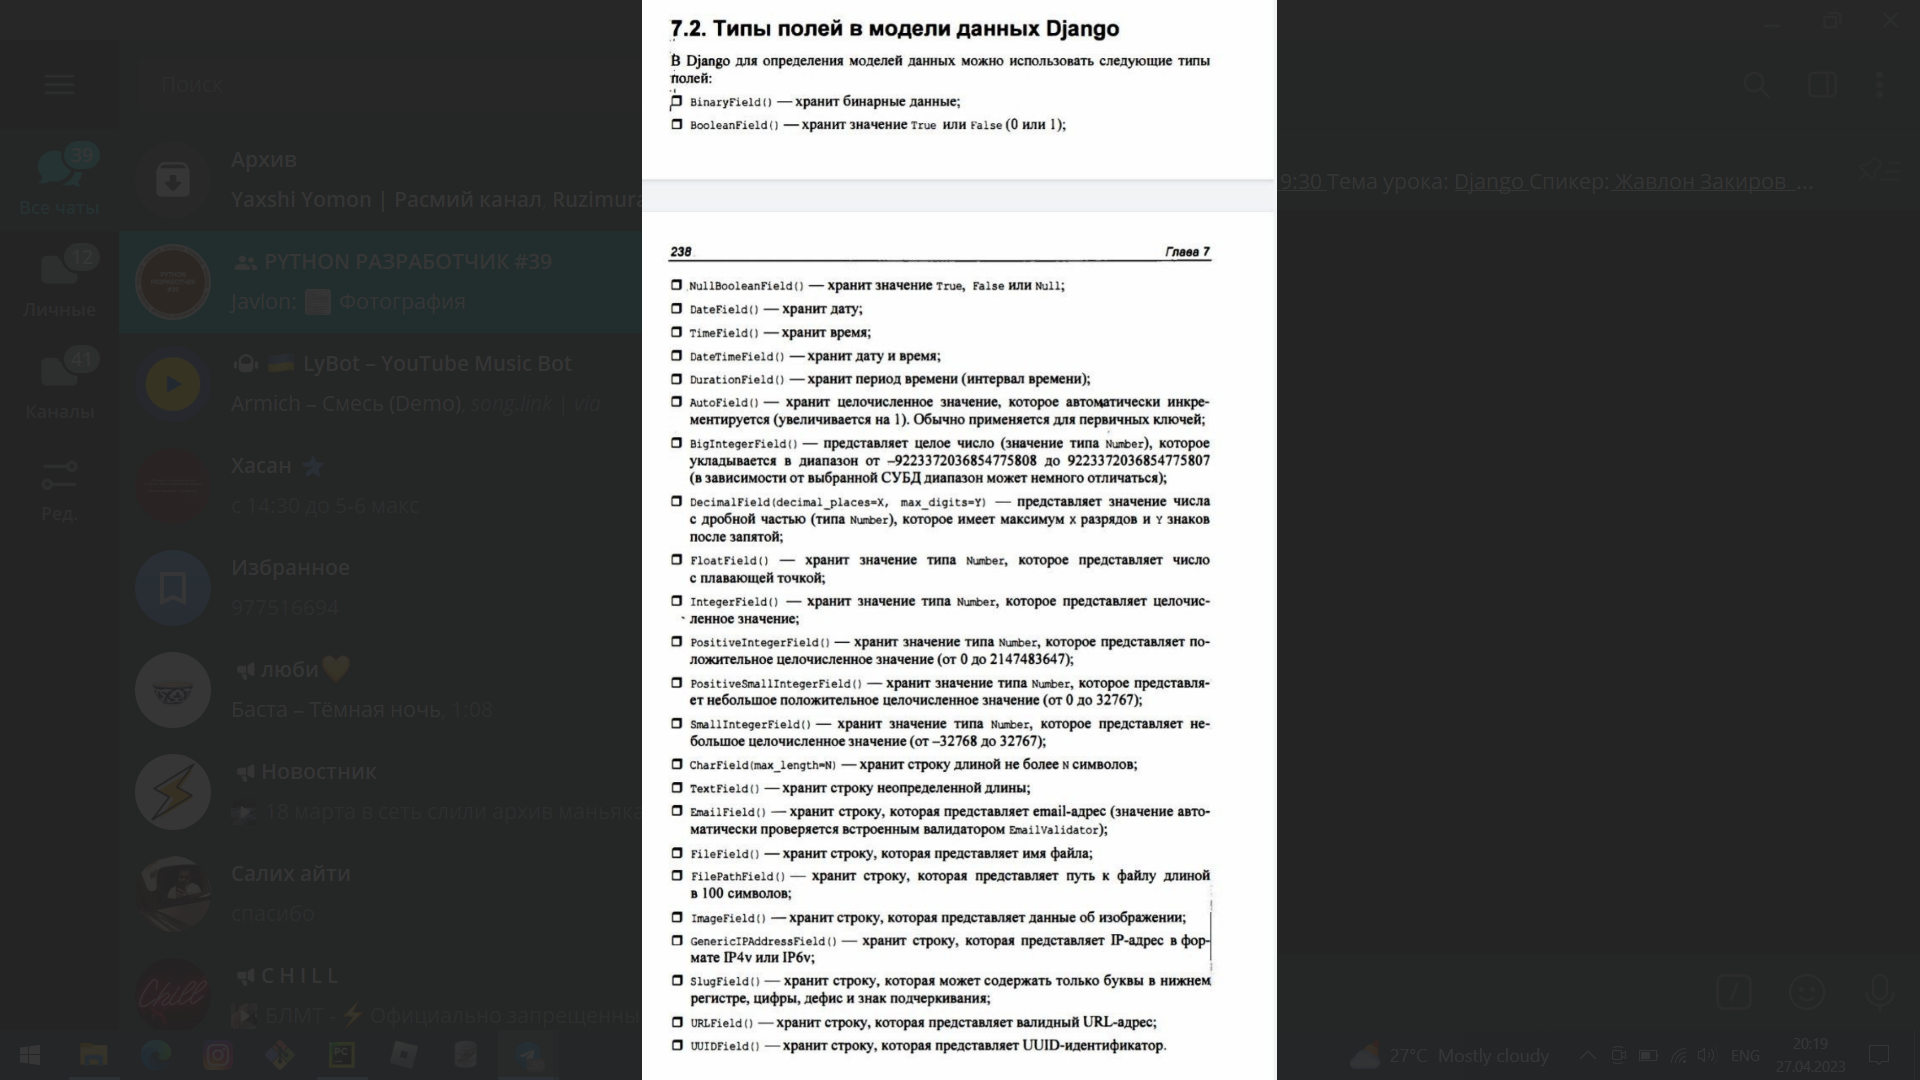 7.2. Типы полей в модели данных Django
В Django для определения моделей данных можно использовать следующие типы
полей:
BinaryField() — хранит бинарные данные;
BooleanField() — хранит значение True или False (0 или 1);
238
Глава 7
NullBooleanField() — хранит значение True, False или Null;
DateField() — хранит дату;
TimeField() — хранит время;
DateTimeField() — хранит дату и время;
DurationField() — хранит период времени (интервал времени);
AutoField() — хранит целочисленное значение, которое автоматически инкре-
ментируется (увеличивается на 1). Обычно применяется для первичных ключей;
BigIntegerField() — представляет целое число (значение типа Number), которое
укладывается в диапазон от –9223372036854775808 до 9223372036854775807
(в зависимости от выбранной СУБД диапазон может немного отличаться);
DecimalField(decimal_places=X, max_digits=Y) — представляет значение числа
с дробной частью (типа Number), которое имеет максимум X разрядов и Y знаков
после запятой;
FloatField() — хранит значение типа Number, которое представляет число
с плавающей точкой;
IntegerField() — хранит значение типа Number, которое представляет целочис-
ленное значение;
PositiveIntegerField() — хранит значение типа Number, которое представляет по-
ложительное целочисленное значение (от 0 до 2147483647);
PositiveSmallIntegerField() — хранит значение типа Number, которое представля-
ет небольшое положительное целочисленное значение (от 0 до 32767);
SmallIntegerField() — хранит значение типа Number, которое представляет не-
большое целочисленное значение (от –32768 до 32767);
CharField(max_length=N) — хранит строку длиной не более N символов;
TextField() — хранит строку неопределенной длины;
EmailField() — хранит строку, которая представляет email-адрес (значение авто-
матически проверяется встроенным валидатором EmailValidator);
FileField() — хранит строку, которая представляет имя файла;
FilePathField() — хранит строку, которая представляет путь к файлу длиной
в 100 символов;
ImageField() — хранит строку, которая представляет данные об изображении;
GenericIPAddressField() — хранит строку, которая представляет IP-адрес в фор-
мате IP4v или IP6v;
SlugField() — хранит строку, которая может содержать только буквы в нижнем
регистре, цифры, дефис и знак подчеркивания;
URLField() — хранит строку, которая представляет валидный URL-адрес;
UUIDField() — хранит строку, которая представляет UUID-идентификатор.
Поиск
39
Все чаты
12
Личные
41
Каналы
Ред.
Архив
Yaxshi Yomon | Расмий канал, Ruzimura
PYTHON РАЗРАБОТЧИК #39
Javlon: Фотография
LyBot – YouTube Music Bot
Armich – Смесь (Demo), song.link | via
Хасан
с 14:30 до 5-6 макс
Избранное
977516694
люби
Баста – Тёмная ночь, 1:08
Новостник
18 марта в сеть слили архив маньяка
Салих айти
спасибо
Chill
C H I L L
БЛМТ - Официально запрещенны
9:30 Тема урока: Django Спикер: Жавлон Закиров ...
PC
27°C Mostly cloudy
ENG
20:19
27.04.2023